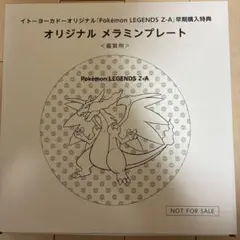 イトーヨーカドーオリジナル「Pokémon LEGENDS Z-A」早期購入特典
オリジナル メラミンプレート
<鑑賞用>
Pokémon LEGENDS Z-A
NOT FOR SALE